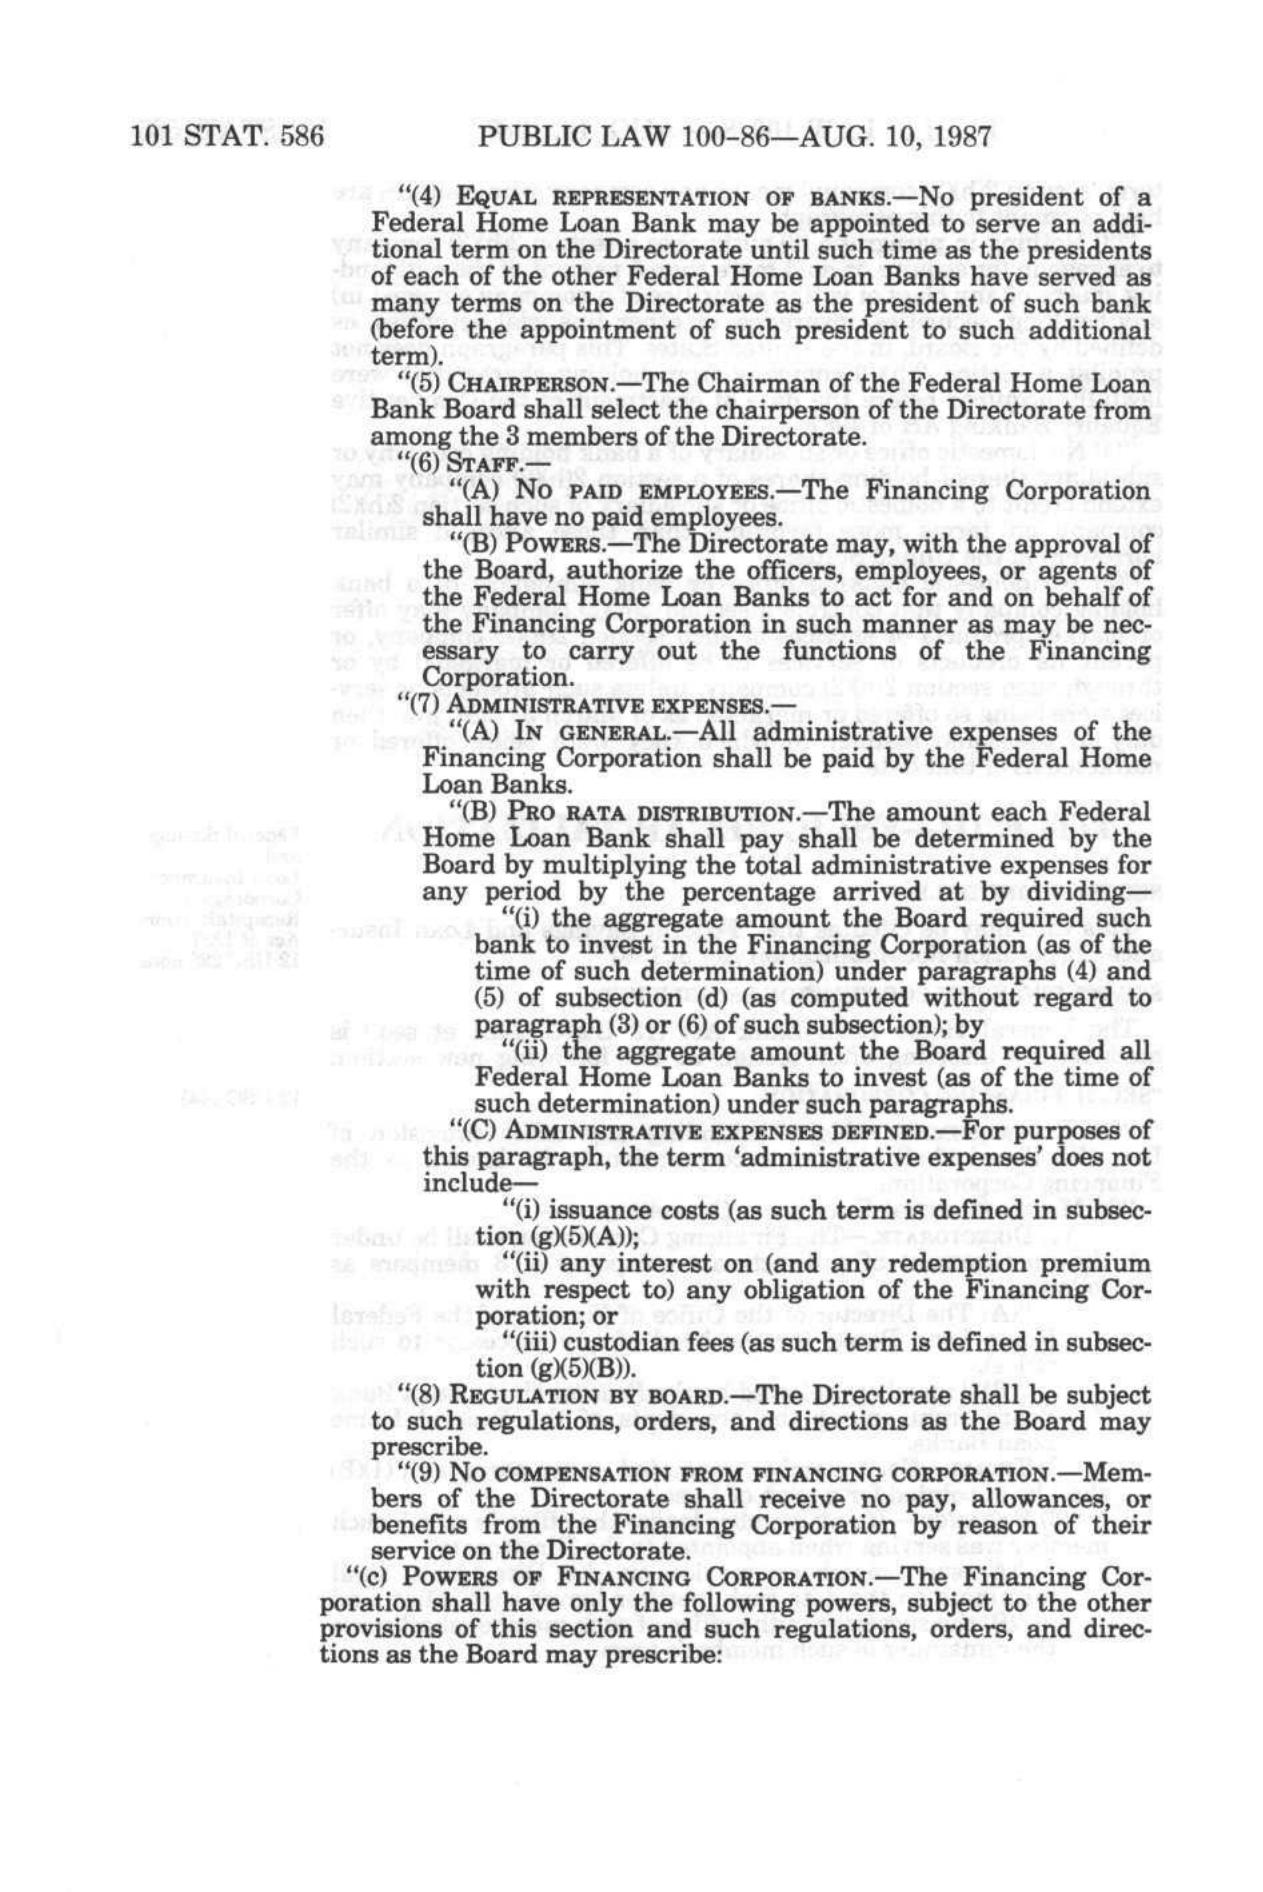 101 STAT. 586 PUBLIC LAW 100-86—AUG. 10, 1987
“(4) EQUAL REPRESENTATION OF BANKS.—No president of a
Federal Home Loan Bank may be appointed to serve an addi-
tional term on the Directorate until such time as the presidents
of each of the other Federal Home Loan Banks have served as
many terms on the Directorate as the president of such bank
(before the appointment of such president to such additional
term).
“(5) CHAIRPERSON.—The Chairman of the Federal Home Loan
Bank Board shall select the chairperson of the Directorate from
among the 3 members of the Directorate.
“(6) STAFF.—
“(A) NO PAID EMPLOYEES.—The Financing Corporation
shall have no paid employees.
“(B) POWERS.—The Directorate may, with the approval of
the Board, authorize the officers, employees, or agents of
the Federal Home Loan Banks to act for and on behalf of
the Financing Corporation in such manner as may be nec-
essary to carry out the functions of the Financing
Corporation.
“(7) ADMINISTRATIVE EXPENSES.—
“(A) IN GENERAL.—All administrative expenses of the
Financing Corporation shall be paid by the Federal Home
Loan Banks.
“(B) PRO RATA DISTRIBUTION.—The amount each Federal
Home Loan Bank shall pay shall be determined by the
Board by multiplying the total administrative expenses for
any period by the percentage arrived at by dividing—
“(i) the aggregate amount the Board required such
bank to invest in the Financing Corporation (as of the
time of such determination) under paragraphs (4) and
(5) of subsection (d) (as computed without regard to
paragraph (3) or (6) of such subsection); by
“(ii) the aggregate amount the Board required all
Federal Home Loan Banks to invest (as of the time of
such determination) under such paragraphs.
“(C) ADMINISTRATIVE EXPENSES DEFINED.—For purposes of
this paragraph, the term ‘administrative expenses’ does not
include—
“(i) issuance costs (as such term is defined in subsec-
tion (g)(5)(A));
“(ii) any interest on (and any redemption premium
with respect to) any obligation of the Financing Cor-
poration; or
“(iii) custodian fees (as such term is defined in subsec-
tion (g)(5)(B)).
“(8) REGULATION BY BOARD.—The Directorate shall be subject
to such regulations, orders, and directions as the Board may
prescribe.
“(9) NO COMPENSATION FROM FINANCING CORPORATION.—Mem-
bers of the Directorate shall receive no pay, allowances, or
benefits from the Financing Corporation by reason of their
service on the Directorate.
“(c) POWERS OF FINANCING CORPORATION.—The Financing Cor-
poration shall have only the following powers, subject to the other
provisions of this section and such regulations, orders, and direc-
tions as the Board may prescribe: